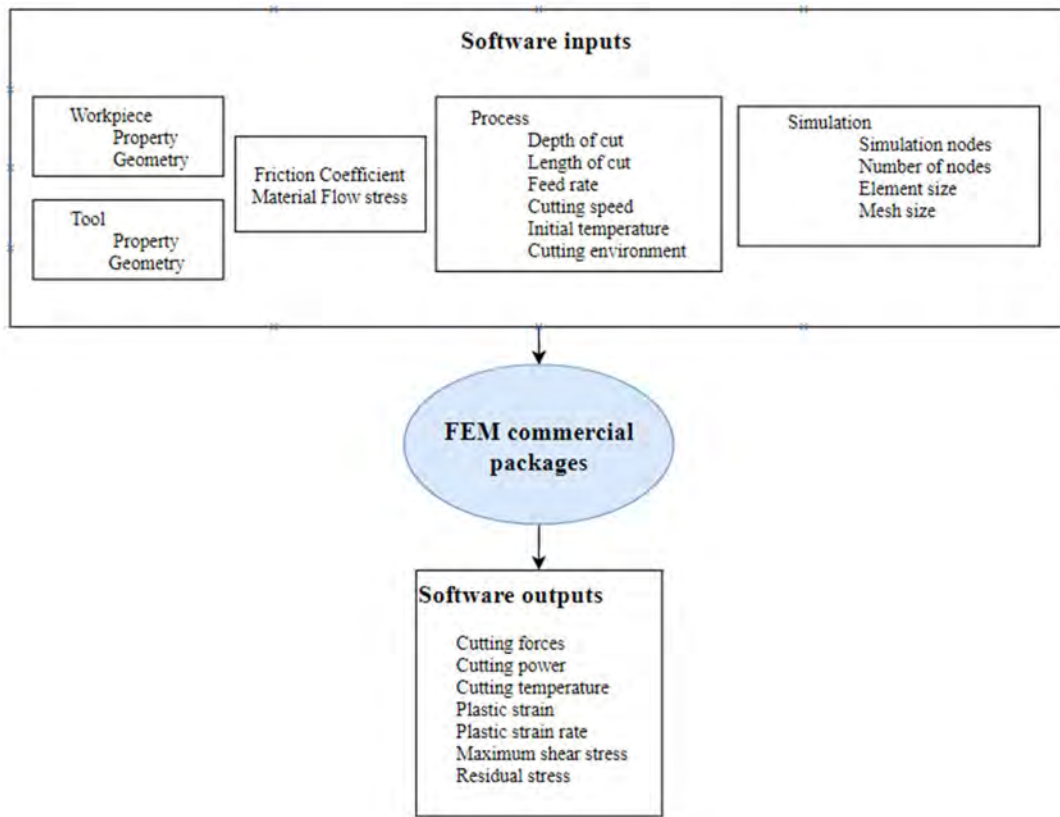 Software inputs
Workpiece
Property
Geometry
Tool
Property
Geometry
Friction Coefficient
Material Flow stress
Process
Depth of cut
Length of cut
Feed rate
Cutting speed
Initial temperature
Cutting environment
Simulation
Simulation nodes
Number of nodes
Element size
Mesh size
FEM commercial
packages
Software outputs
Cutting forces
Cutting power
Cutting temperature
Plastic strain
Plastic strain rate
Maximum shear stress
Residual stress